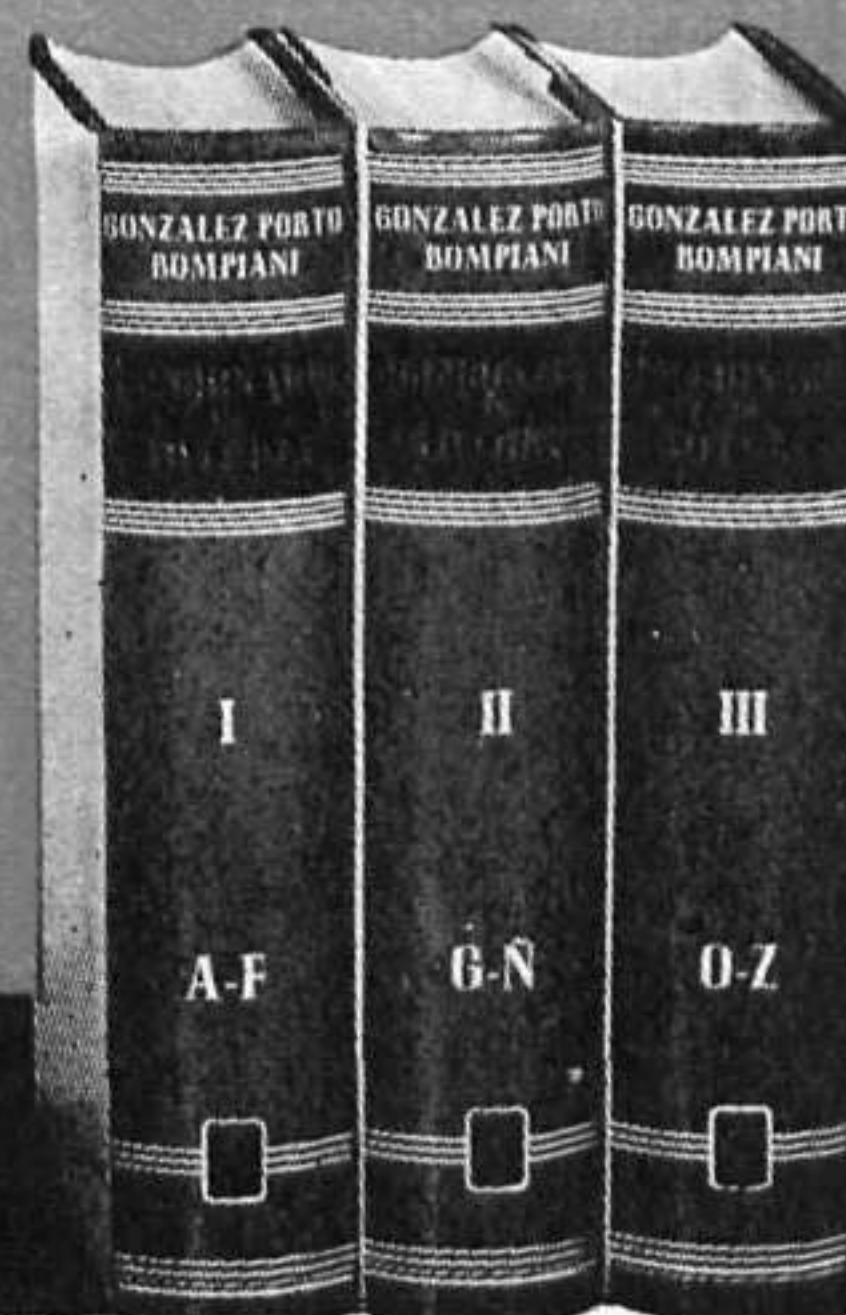 GONZALEZ PORTO
BOMPIANI
I
A-F
GONZALEZ PORTO
BOMPIANI
II
G-Ñ
GONZALEZ PORT
BOMPIANI
III
O-Z